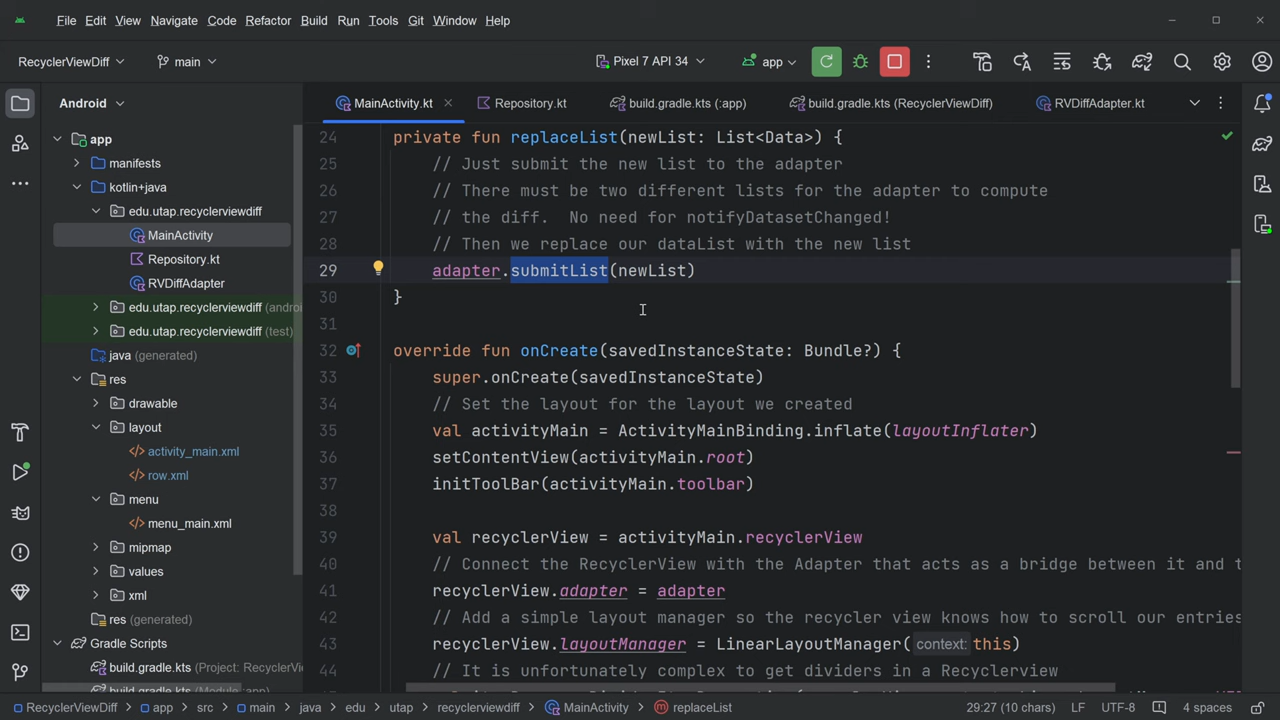 File Edit View Navigate Code Refactor Build Run Tools Git Window Help
RecyclerViewDiff main Pixel 7 API 34 app
Android MainActivity.kt Repository.kt build.gradle.kts (:app) build.gradle.kts (RecyclerViewDiff) RVDiffAdapter.kt
app
manifests
kotlin+java
edu.utap.recyclerviewdiff
MainActivity
Repository.kt
RVDiffAdapter
edu.utap.recyclerviewdiff (androi
edu.utap.recyclerviewdiff (test)
java (generated)
res
drawable
layout
activity_main.xml
row.xml
menu
menu_main.xml
mipmap
values
xml
res (generated)
Gradle Scripts
build.gradle.kts (Project: RecyclerVi
build.gradle.kts (Module :app)
24 private fun replaceList(newList: List<Data>) {
25 // Just submit the new list to the adapter
26 // There must be two different lists for the adapter to compute
27 // the diff.  No need for notifyDatasetChanged!
28 // Then we replace our dataList with the new list
29 adapter.submitList(newList)
30 }
31
32 override fun onCreate(savedInstanceState: Bundle?) {
33 super.onCreate(savedInstanceState)
34 // Set the layout for the layout we created
35 val activityMain = ActivityMainBinding.inflate(layoutInflater)
36 setContentView(activityMain.root)
37 initToolBar(activityMain.toolbar)
38
39 val recyclerView = activityMain.recyclerView
40 // Connect the RecyclerView with the Adapter that acts as a bridge between it and t
41 recyclerView.adapter = adapter
42 // Add a simple layout manager so the recycler view knows how to scroll our entries
43 recyclerView.layoutManager = LinearLayoutManager( context: this)
44 // It is unfortunately complex to get dividers in a Recyclerview
RecyclerViewDiff app src main java edu utap recyclerviewdiff MainActivity replaceList 29:27 (10 chars) LF UTF-8 4 spaces